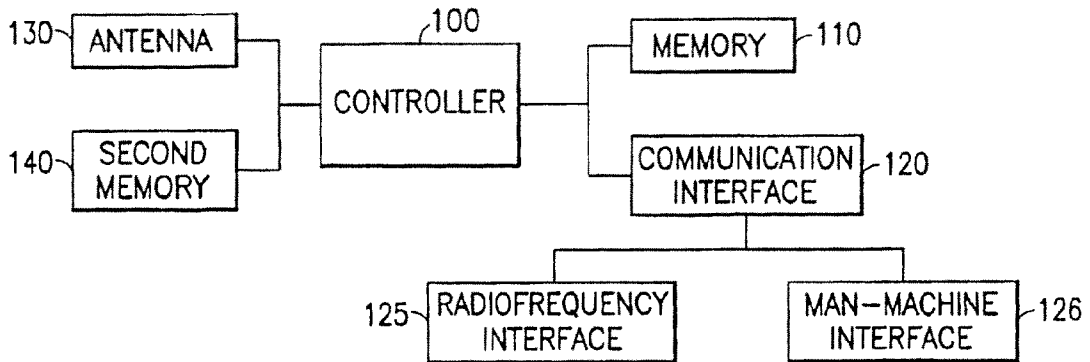 130
ANTENNA
100
CONTROLLER
MEMORY
110
140
SECOND
MEMORY
COMMUNICATION
INTERFACE
120
125
RADIOFREQUENCY
INTERFACE
MAN-MACHINE
INTERFACE
126